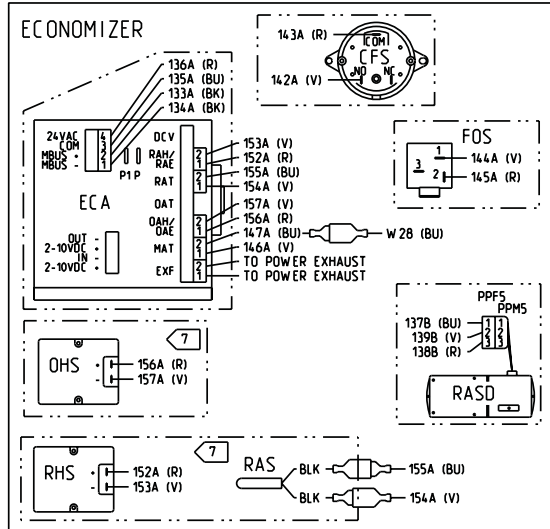 ECONOMIZER
136A (R)
135A (BU)
133A (BK)
134A (BK)
24VAC 4
COM 3
MBUS + 2
MBUS - 1
P1 P
ECA
OUT -
2-10VDC +
IN -
2-10VDC +
DCV
RAH/
RAE
RAT
OAT
OAH/
OAE
MAT
EXF
2 153A (V)
1 152A (R)
2 155A (BU)
1 154A (V)
2 157A (V)
1 156A (R)
2 147A (BU) W28 (BU)
1 146A (V)
2 TO POWER EXHAUST
1 TO POWER EXHAUST
143A (R)
COM
CFS
NO NC
142A (V)
FOS
1 144A (V)
3
2 145A (R)
PPF5
PPM5
137B (BU) 1 1
139B (V) 2 2
138B (R) 3 3
RASD
7
OHS
+ 156A (R)
- 157A (V)
7
RHS
+ 152A (R)
- 153A (V)
RAS
BLK 155A (BU)
BLK 154A (V)